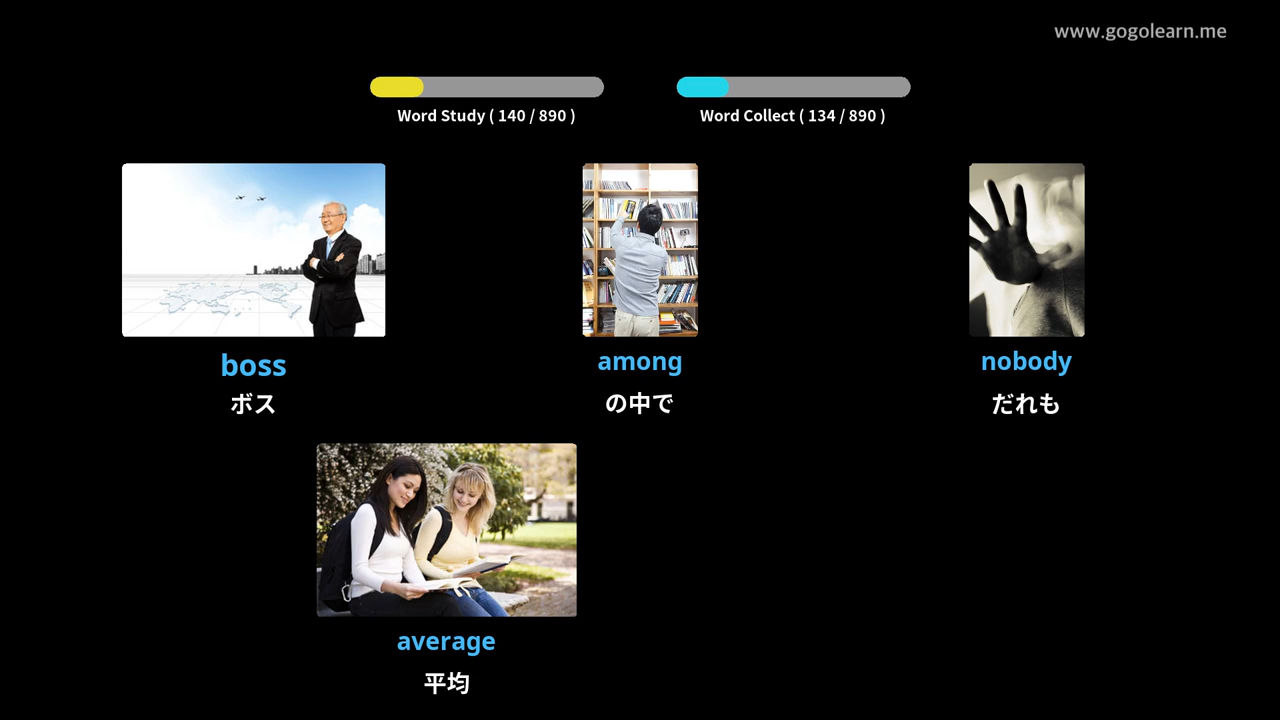 www.gogolearn.me
Word Study ( 140 / 890 )
Word Collect ( 134 / 890 )
boss
ボス
among
の中で
nobody
だれも
average
平均